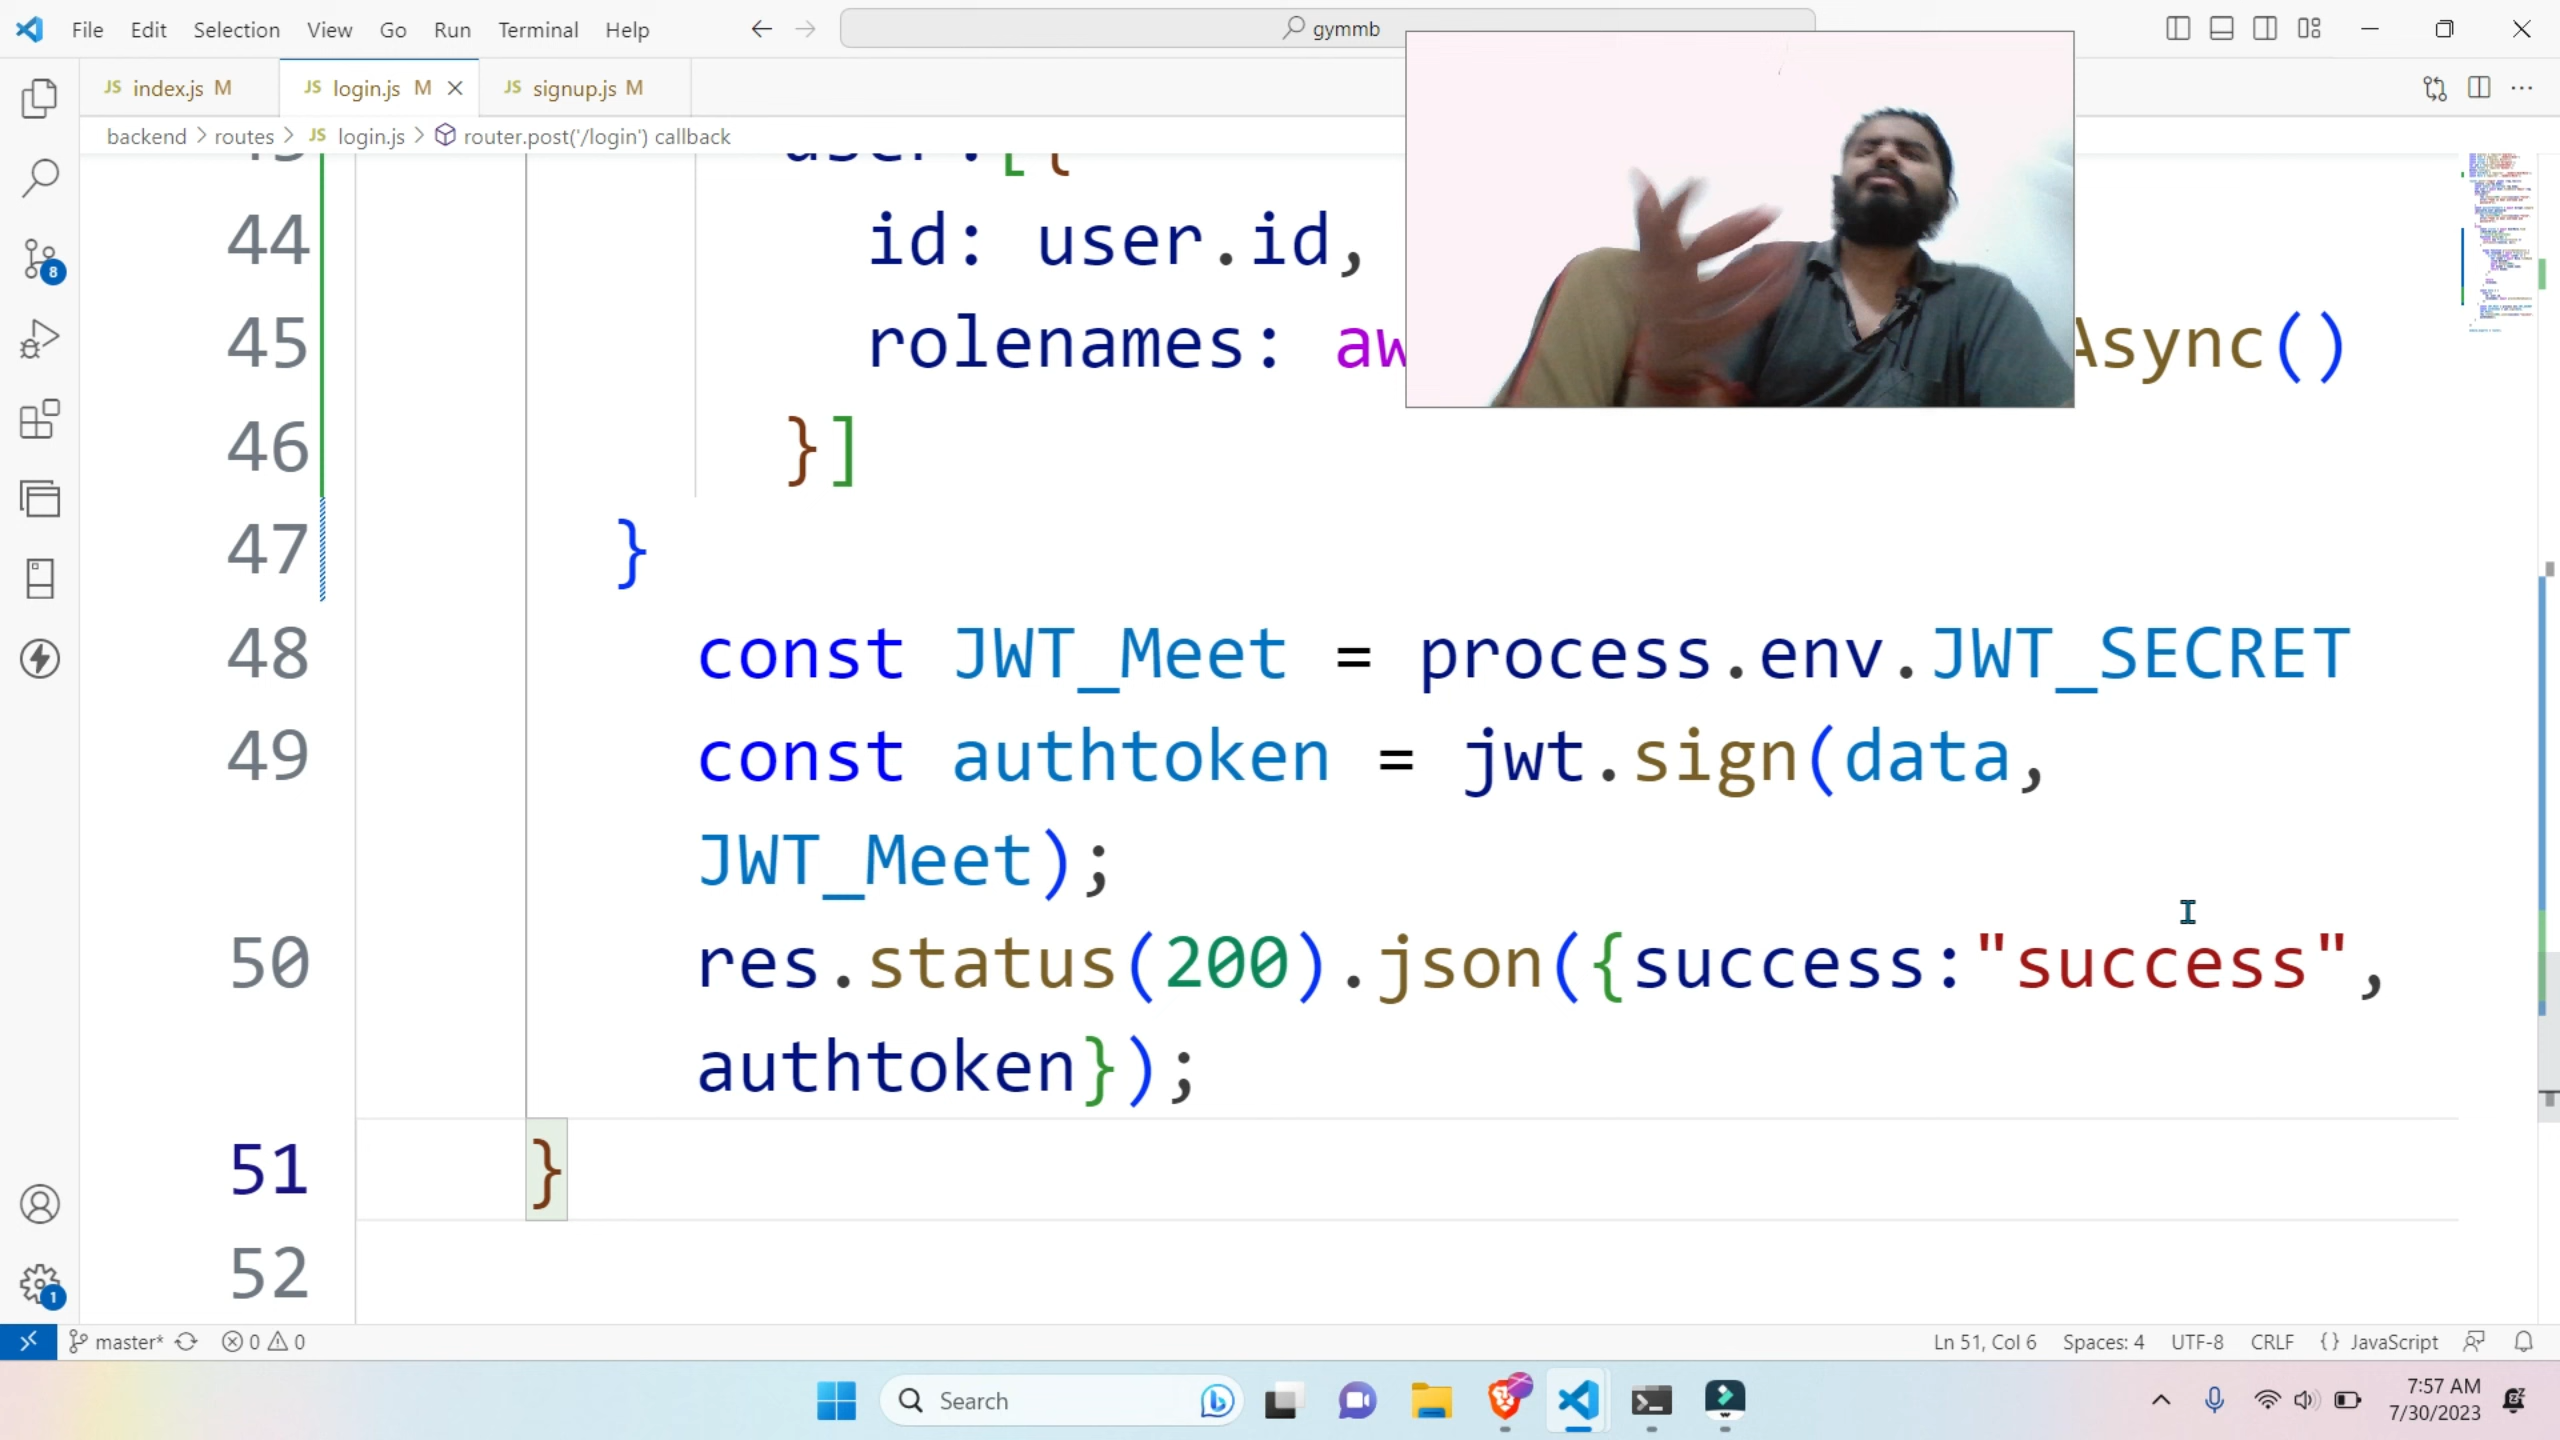 File Edit Selection View Go Run Terminal Help gymmb
JS index.js M JS login.js M JS signup.js M
backend > routes > JS login.js > router.post('/login') callback
44 id: user.id,
45 rolenames: Async()
46 }]
47 }
48 const JWT_Meet = process.env.JWT_SECRET
49 const authtoken = jwt.sign(data,
JWT_Meet);
50 res.status(200).json({success:"success",
authtoken});
51 }
52
8
1
master* 0 0 Ln 51, Col 6 Spaces: 4 UTF-8 CRLF {} JavaScript
Search 7:57 AM
7/30/2023